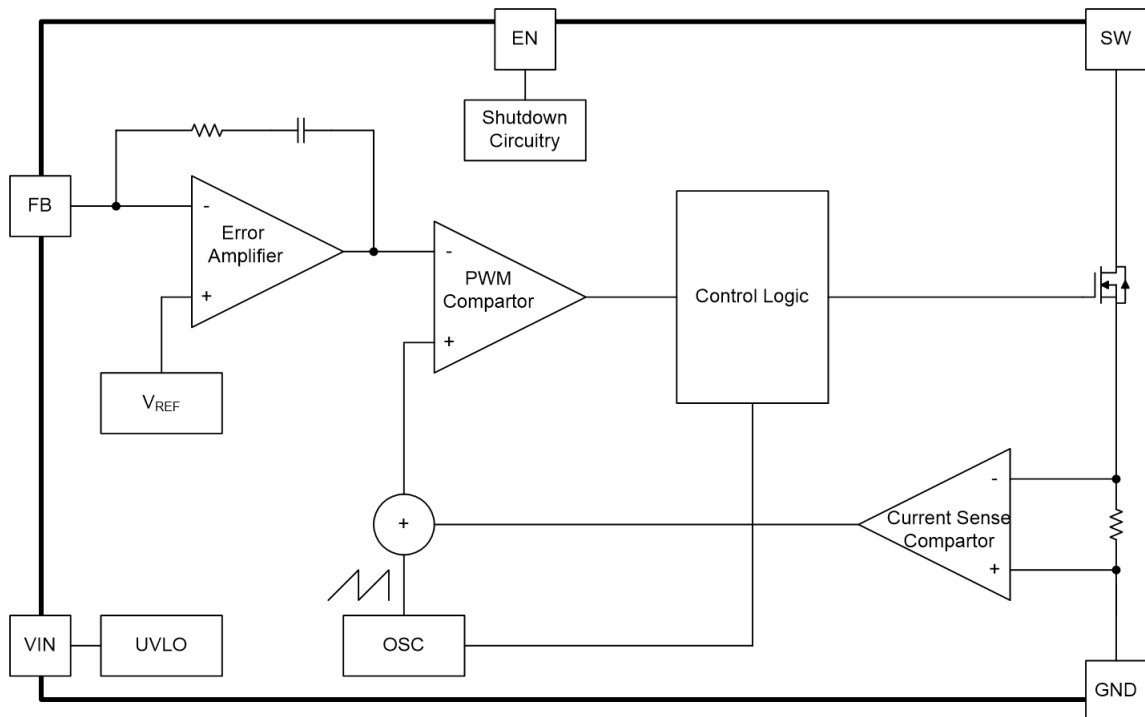 EN
SW
Shutdown
Circuitry
FB
-
Error
Amplifier
+
-
PWM
Compartor
+
Control Logic
VREF
+
-
Current Sense
Compartor
+
VIN
UVLO
OSC
GND